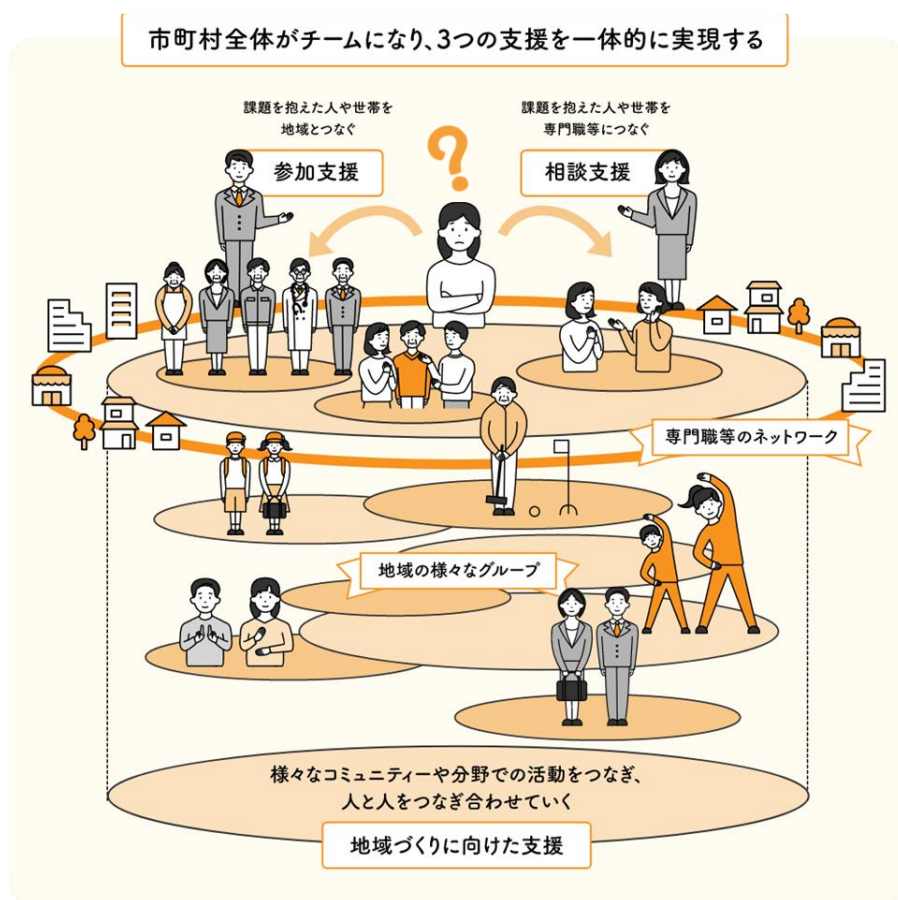 市町村全体がチームになり、3つの支援を一体的に実現する
課題を抱えた人や世帯を
地域とつなぐ
参加支援
?
課題を抱えた人や世帯を
専門職等につなぐ
相談支援
専門職等のネットワーク
地域の様々なグループ
様々なコミュニティーや分野での活動をつなぎ、
人と人をつなぎ合わせていく
地域づくりに向けた支援